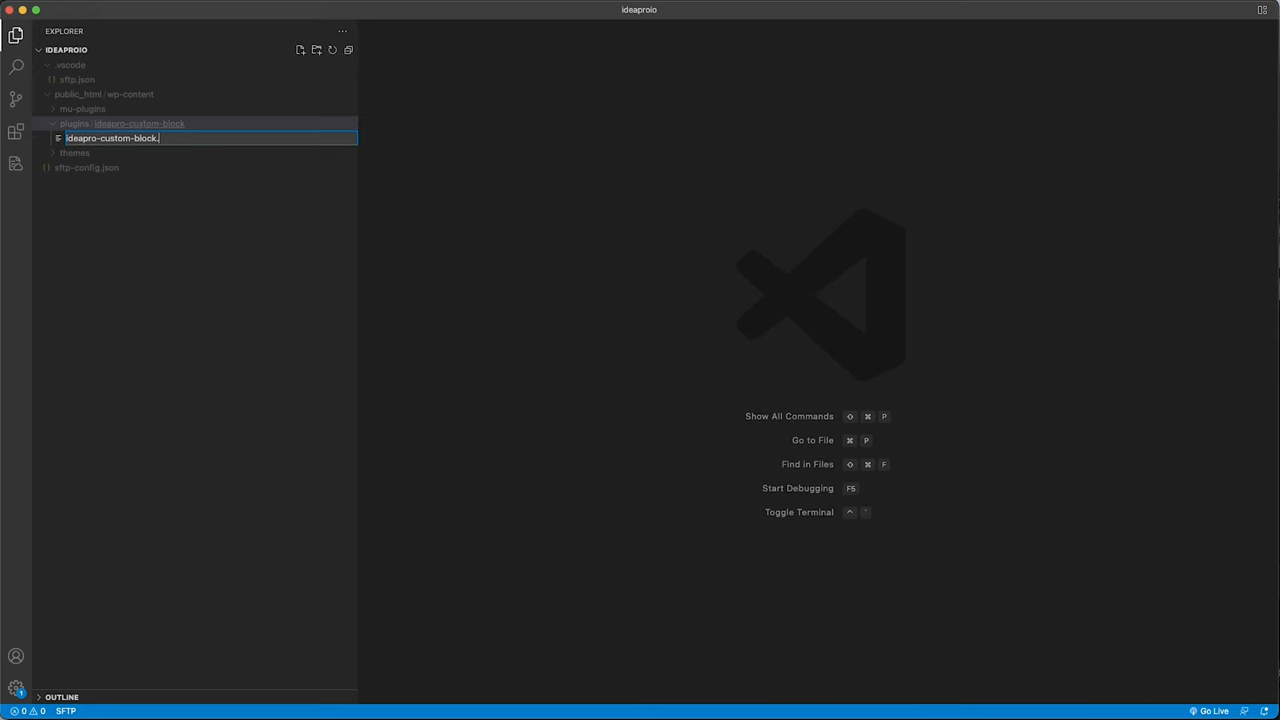 ideaproio
EXPLORER
IDEAPROIO
.vscode
{} sftp.json
public_html / wp-content
mu-plugins
plugins / ideapro-custom-block
ideapro-custom-block.
themes
{} sftp-config.json
Show All Commands ⇧ ⌘ P
Go to File ⌘ P
Find in Files ⇧ ⌘ F
Start Debugging F5
Toggle Terminal ^ `
OUTLINE
1
0 0 SFTP Go Live